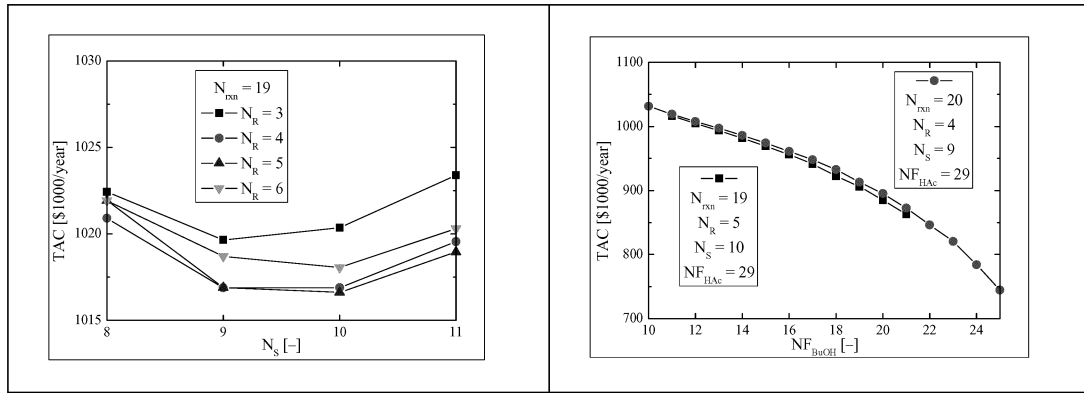 1030
1025
1020
1015
TAC [$1000/year]
N_rxn = 19
N_R = 3
N_R = 4
N_R = 5
N_R = 6
8 9 10 11
N_S [–]
1100
1000
900
800
700
TAC [$1000/year]
N_rxn = 20
N_R = 4
N_S = 9
NF_HAc = 29
N_rxn = 19
N_R = 5
N_S = 10
NF_HAc = 29
10 12 14 16 18 20 22 24
NF_BuOH [–]